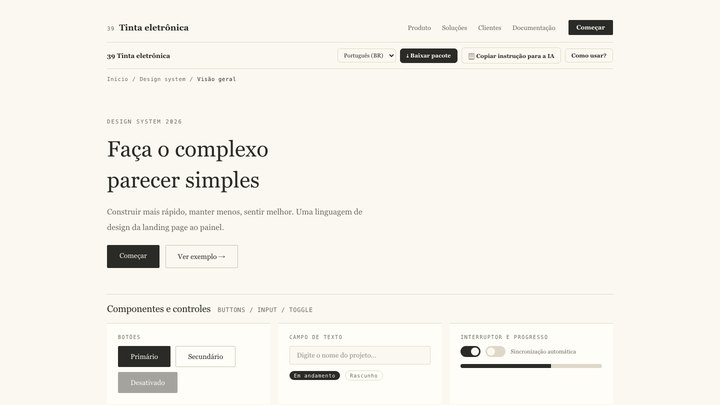 39 Tinta eletrônica
Produto Soluções Clientes Documentação Começar
39 Tinta eletrônica Português (BR) ↓ Baixar pacote Copiar instrução para a IA Como usar?
Início / Design system / Visão geral
DESIGN SYSTEM 2026
Faça o complexo
parecer simples
Construir mais rápido, manter menos, sentir melhor. Uma linguagem de
design da landing page ao painel.
Começar Ver exemplo →
Componentes e controles BUTTONS / INPUT / TOGGLE
BOTÕES
Primário Secundário
Desativado
CAMPO DE TEXTO
Digite o nome do projeto...
Em andamento Rascunho
INTERRUPTOR E PROGRESSO
Sincronização automática